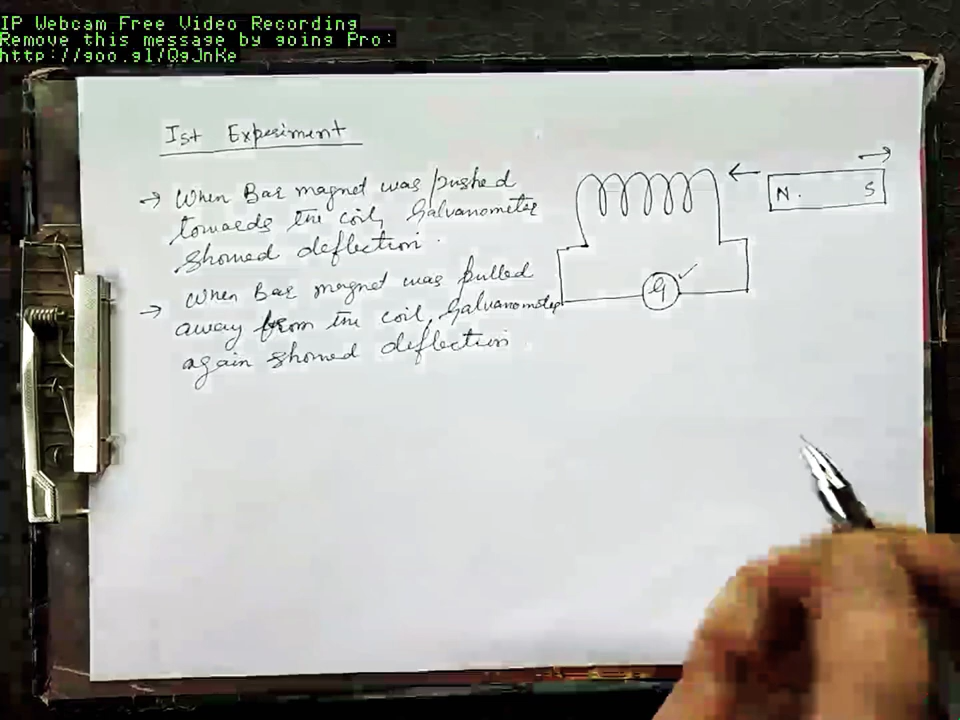 IP Webcam Free Video Recording
Remove this message by going Pro:
http://goo.gl/QgJnKe
Ist Experiment
→ When Bar magnet was pushed
towards the coil, Galvanometer
showed deflection.
→ When Bar magnet was pulled
away from the coil, Galvanometer
again showed deflection
← →
N. S
G ✓